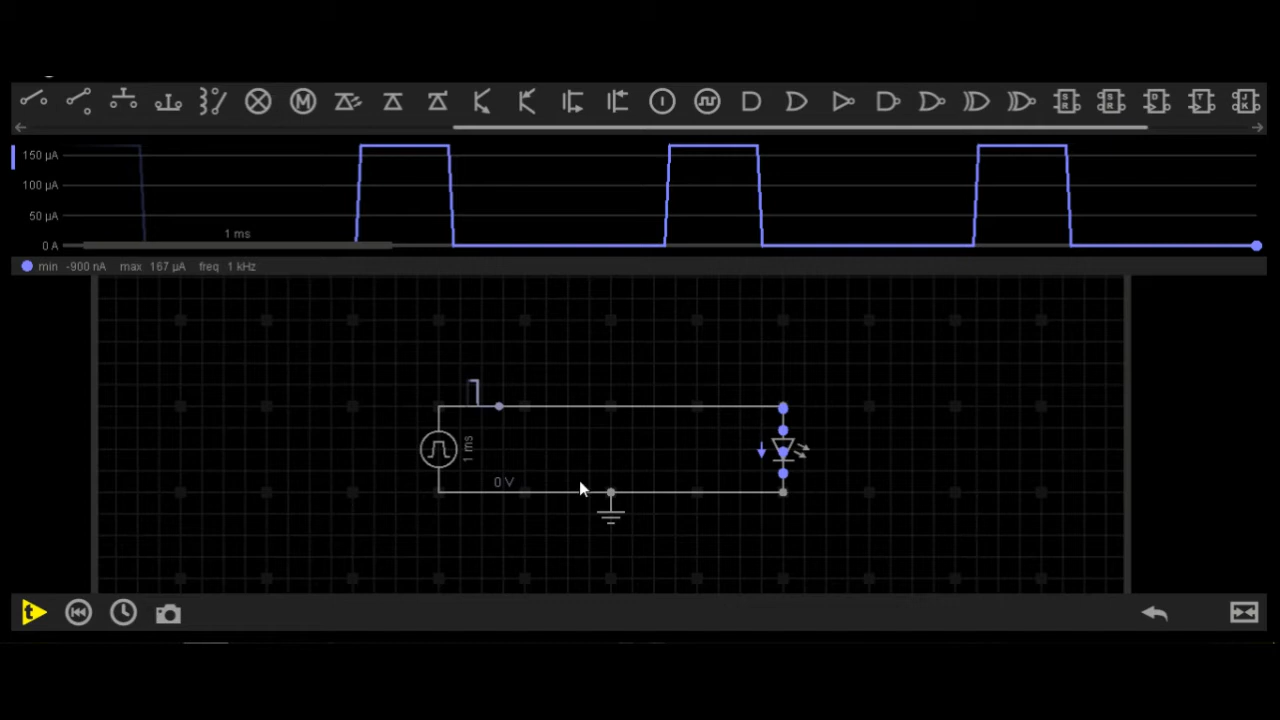 M
I
S R
S R
D
T
J K
150 µA
100 µA
50 µA
1 ms
0 A
min -900 nA max 167 µA freq 1 kHz
1 ms
0 V
t